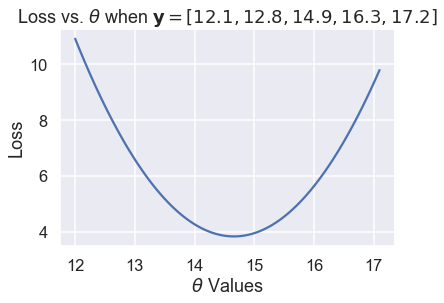 Loss vs. θ when y = [12.1, 12.8, 14.9, 16.3, 17.2]
10
8
6
4
Loss
12 13 14 15 16 17
θ Values